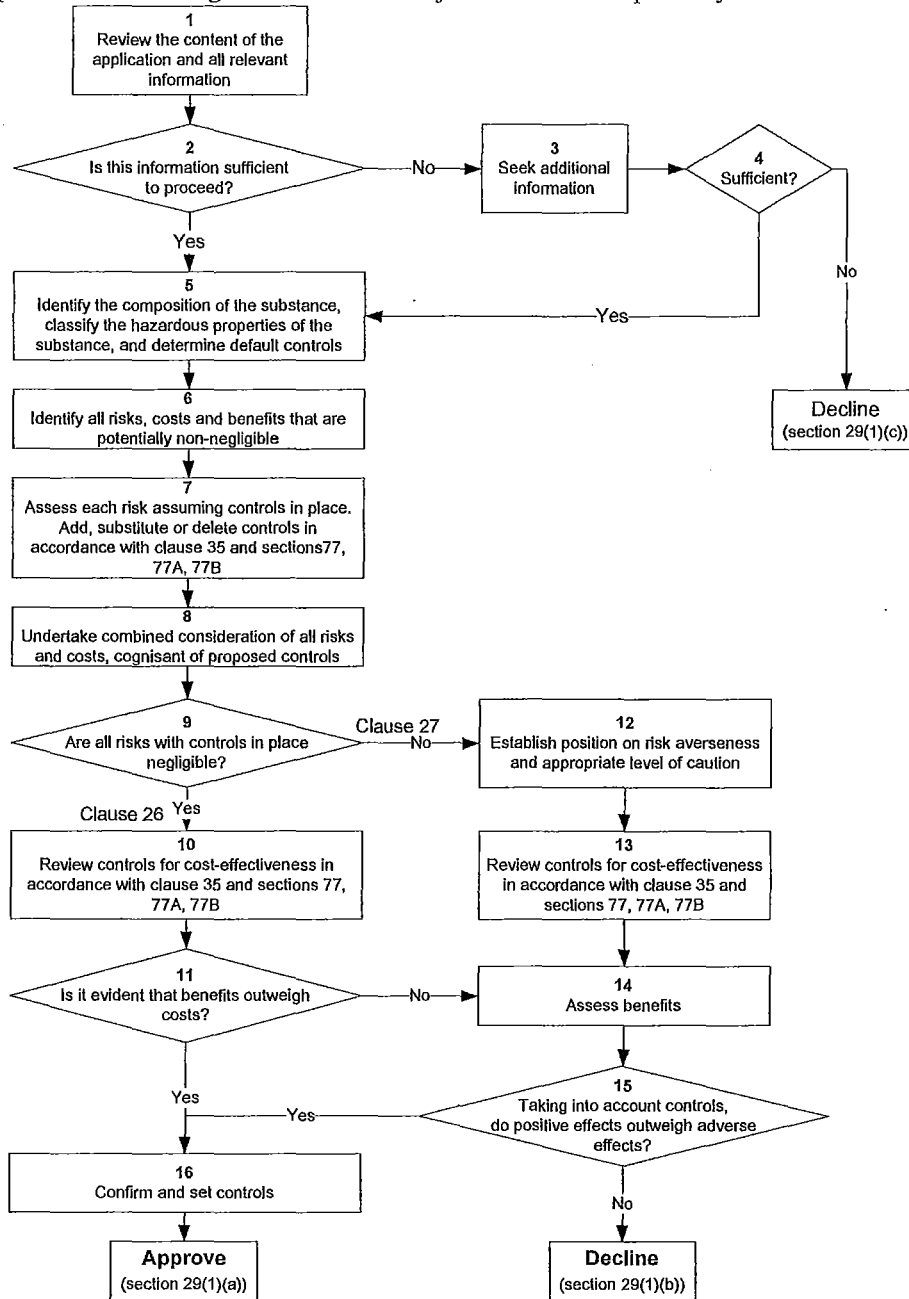 1
Review the content of the
application and all relevant
information
2
Is this information sufficient
to proceed?
No
3
Seek additional
information
4
Sufficient?
Yes
No
5
Identify the composition of the substance,
classify the hazardous properties of the
substance, and determine default controls
Yes
Decline
(section 29(1)(c))
6
Identify all risks, costs and benefits that are
potentially non-negligible
7
Assess each risk assuming controls in place.
Add, substitute or delete controls in
accordance with clause 35 and sections77,
77A, 77B
8
Undertake combined consideration of all risks
and costs, cognisant of proposed controls
9
Are all risks with controls in place
negligible?
Clause 27
No
12
Establish position on risk averseness
and appropriate level of caution
Clause 26
Yes
10
Review controls for cost-effectiveness in
accordance with clause 35 and sections 77,
77A, 77B
13
Review controls for cost-effectiveness
in accordance with clause 35 and
sections 77, 77A, 77B
11
Is it evident that benefits outweigh
costs?
No
14
Assess benefits
Yes
Yes
15
Taking into account controls,
do positive effects outweigh adverse
effects?
16
Confirm and set controls
No
Approve
(section 29(1)(a))
Decline
(section 29(1)(b))